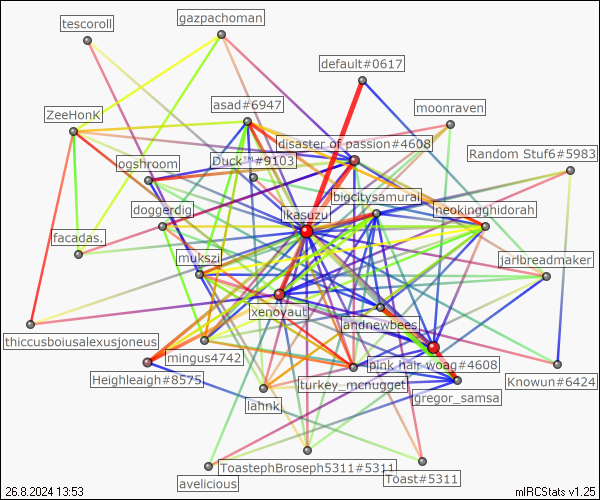 tescoroll
gazpachoman
default#0617
asad#6947
moonraven
ZeeHonK
disaster of passion#4608
ogshroom
Duck™#9103
Random Stuf6#5983
bigcitysamurai
doggerdig
ikasuzu
neokingghidorah
facadas.
mukszi
jarlbreadmaker
xenovaut
landnewbees
thiccusboiusalexusjoneus
mingus4742
pink hair woag#4608
Heighleaigh#8575
turkey_mcnugget
Knowun#6424
lahnk
gregor_samsa
ToastephBroseph5311#5311
Toast#5311
avelicious
26.8.2024 13:53
mIRCStats v1.25